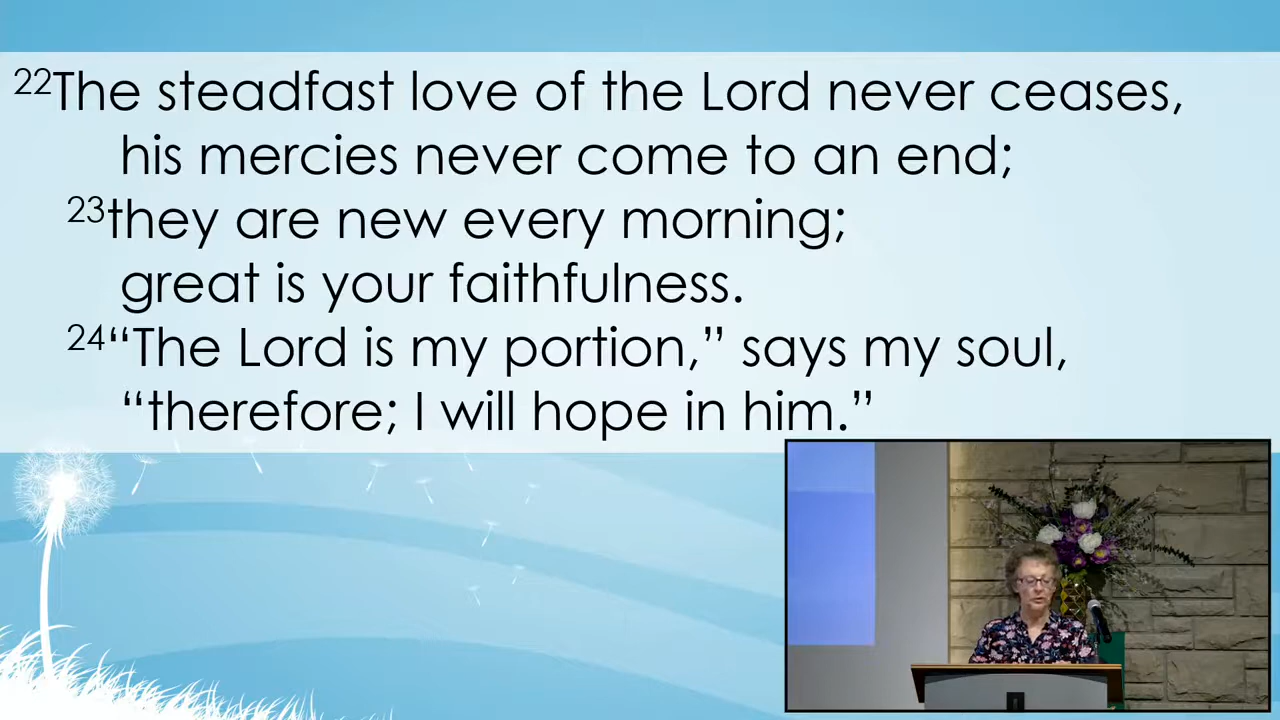 22The steadfast love of the Lord never ceases,
his mercies never come to an end;
23they are new every morning;
great is your faithfulness.
24“The Lord is my portion,” says my soul,
“therefore; I will hope in him.”